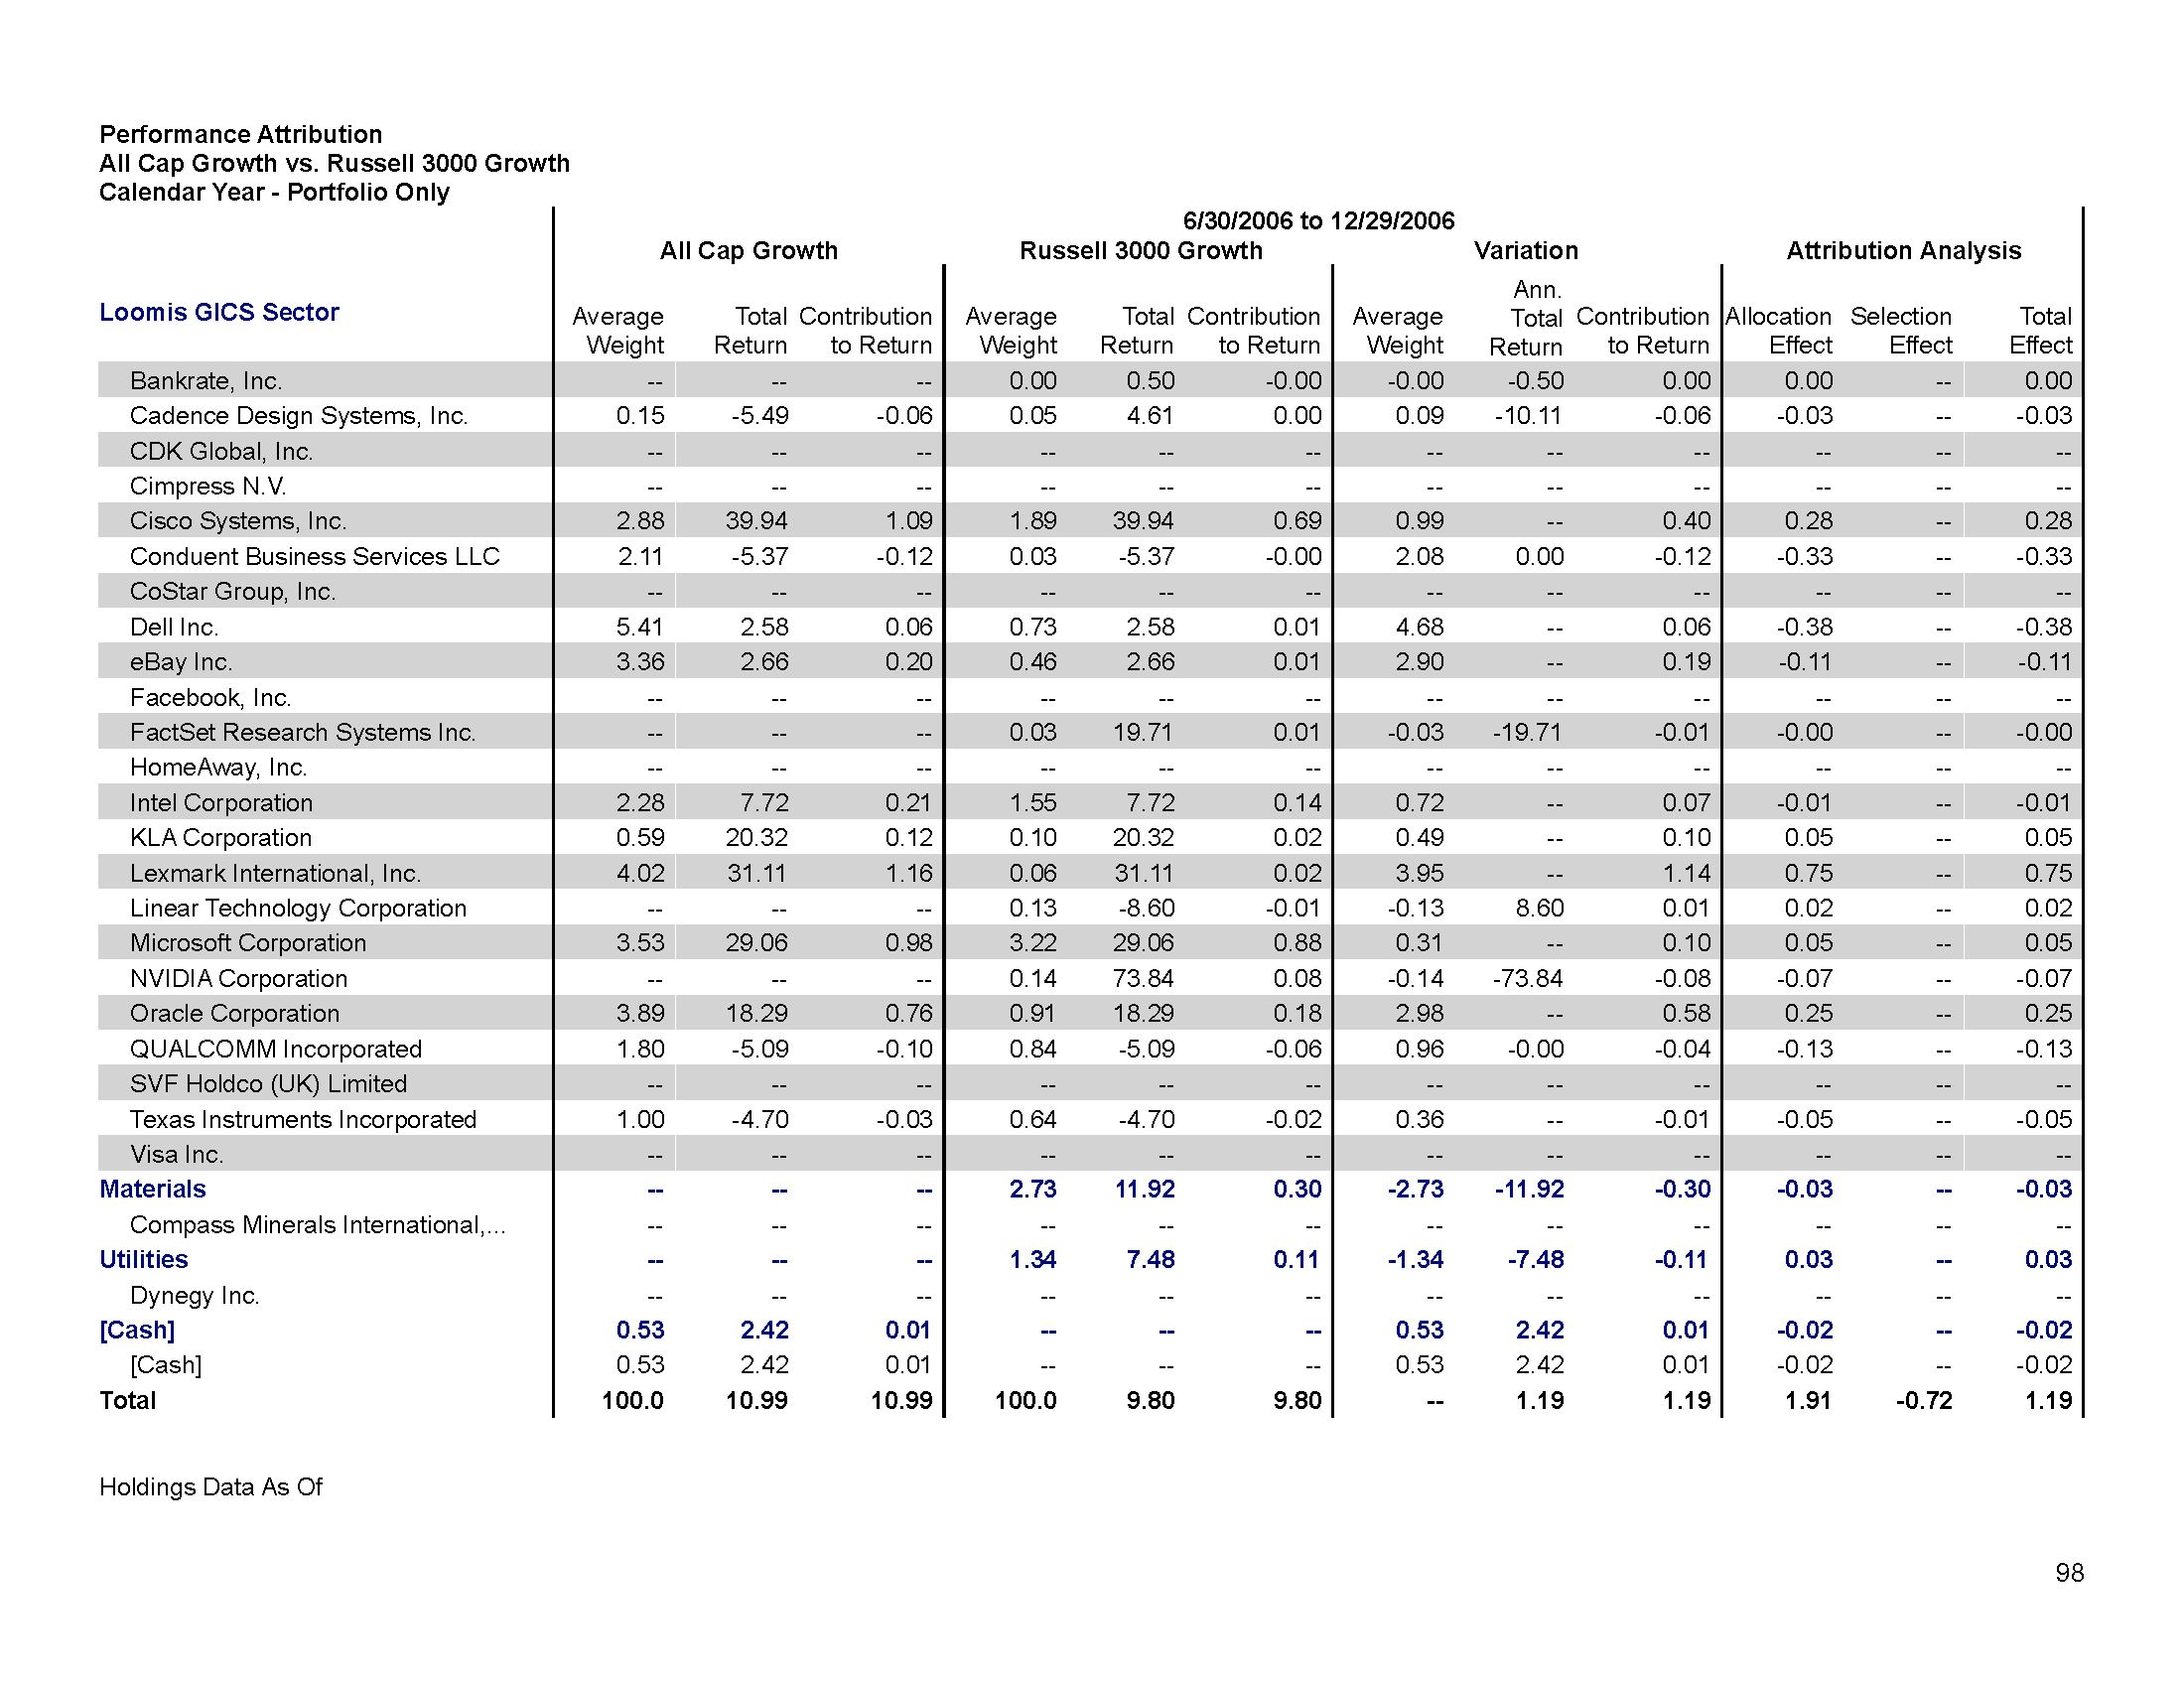 Performance Attribution
All Cap Growth vs. Russell 3000 Growth
Calendar Year - Portfolio Only
6/30/2006 to 12/29/2006
All Cap Growth Russell 3000 Growth Variation Attribution Analysis
Loomis GICS Sector Average Weight Total Return Contribution to Return Average Weight Total Return Contribution to Return Average Weight Ann. Total Return Contribution to Return Allocation Effect Selection Effect Total Effect
Bankrate, Inc. -- -- -- 0.00 0.50 -0.00 -0.00 -0.50 0.00 0.00 -- 0.00
Cadence Design Systems, Inc. 0.15 -5.49 -0.06 0.05 4.61 0.00 0.09 -10.11 -0.06 -0.03 -- -0.03
CDK Global, Inc. -- -- -- -- -- -- -- -- -- -- -- --
Cimpress N.V. -- -- -- -- -- -- -- -- -- -- -- --
Cisco Systems, Inc. 2.88 39.94 1.09 1.89 39.94 0.69 0.99 -- 0.40 0.28 -- 0.28
Conduent Business Services LLC 2.11 -5.37 -0.12 0.03 -5.37 -0.00 2.08 0.00 -0.12 -0.33 -- -0.33
CoStar Group, Inc. -- -- -- -- -- -- -- -- -- -- -- --
Dell Inc. 5.41 2.58 0.06 0.73 2.58 0.01 4.68 -- 0.06 -0.38 -- -0.38
eBay Inc. 3.36 2.66 0.20 0.46 2.66 0.01 2.90 -- 0.19 -0.11 -- -0.11
Facebook, Inc. -- -- -- -- -- -- -- -- -- -- -- --
FactSet Research Systems Inc. -- -- -- 0.03 19.71 0.01 -0.03 -19.71 -0.01 -0.00 -- -0.00
HomeAway, Inc. -- -- -- -- -- -- -- -- -- -- -- --
Intel Corporation 2.28 7.72 0.21 1.55 7.72 0.14 0.72 -- 0.07 -0.01 -- -0.01
KLA Corporation 0.59 20.32 0.12 0.10 20.32 0.02 0.49 -- 0.10 0.05 -- 0.05
Lexmark International, Inc. 4.02 31.11 1.16 0.06 31.11 0.02 3.95 -- 1.14 0.75 -- 0.75
Linear Technology Corporation -- -- -- 0.13 -8.60 -0.01 -0.13 8.60 0.01 0.02 -- 0.02
Microsoft Corporation 3.53 29.06 0.98 3.22 29.06 0.88 0.31 -- 0.10 0.05 -- 0.05
NVIDIA Corporation -- -- -- 0.14 73.84 0.08 -0.14 -73.84 -0.08 -0.07 -- -0.07
Oracle Corporation 3.89 18.29 0.76 0.91 18.29 0.18 2.98 -- 0.58 0.25 -- 0.25
QUALCOMM Incorporated 1.80 -5.09 -0.10 0.84 -5.09 -0.06 0.96 -0.00 -0.04 -0.13 -- -0.13
SVF Holdco (UK) Limited -- -- -- -- -- -- -- -- -- -- -- --
Texas Instruments Incorporated 1.00 -4.70 -0.03 0.64 -4.70 -0.02 0.36 -- -0.01 -0.05 -- -0.05
Visa Inc. -- -- -- -- -- -- -- -- -- -- -- --
Materials -- -- -- 2.73 11.92 0.30 -2.73 -11.92 -0.30 -0.03 -- -0.03
Compass Minerals International,... -- -- -- -- -- -- -- -- -- -- -- --
Utilities -- -- -- 1.34 7.48 0.11 -1.34 -7.48 -0.11 0.03 -- 0.03
Dynegy Inc. -- -- -- -- -- -- -- -- -- -- -- --
[Cash] 0.53 2.42 0.01 -- -- -- 0.53 2.42 0.01 -0.02 -- -0.02
[Cash] 0.53 2.42 0.01 -- -- -- 0.53 2.42 0.01 -0.02 -- -0.02
Total 100.0 10.99 10.99 100.0 9.80 9.80 -- 1.19 1.19 1.91 -0.72 1.19
Holdings Data As Of
98